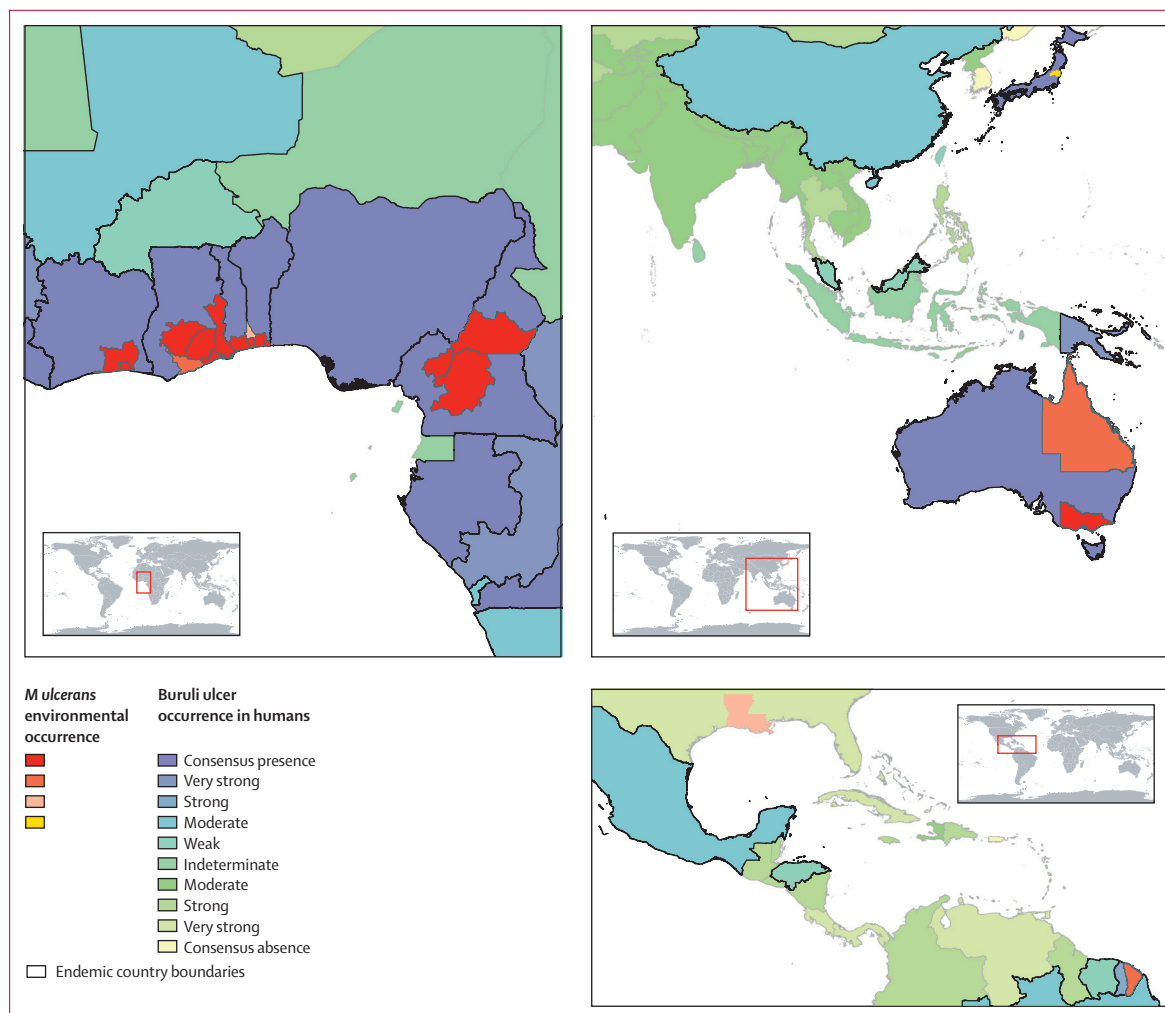 M ulcerans
environmental
occurrence
Buruli ulcer
occurrence in humans
Consensus presence
Very strong
Strong
Moderate
Weak
Indeterminate
Moderate
Strong
Very strong
Consensus absence
Endemic country boundaries